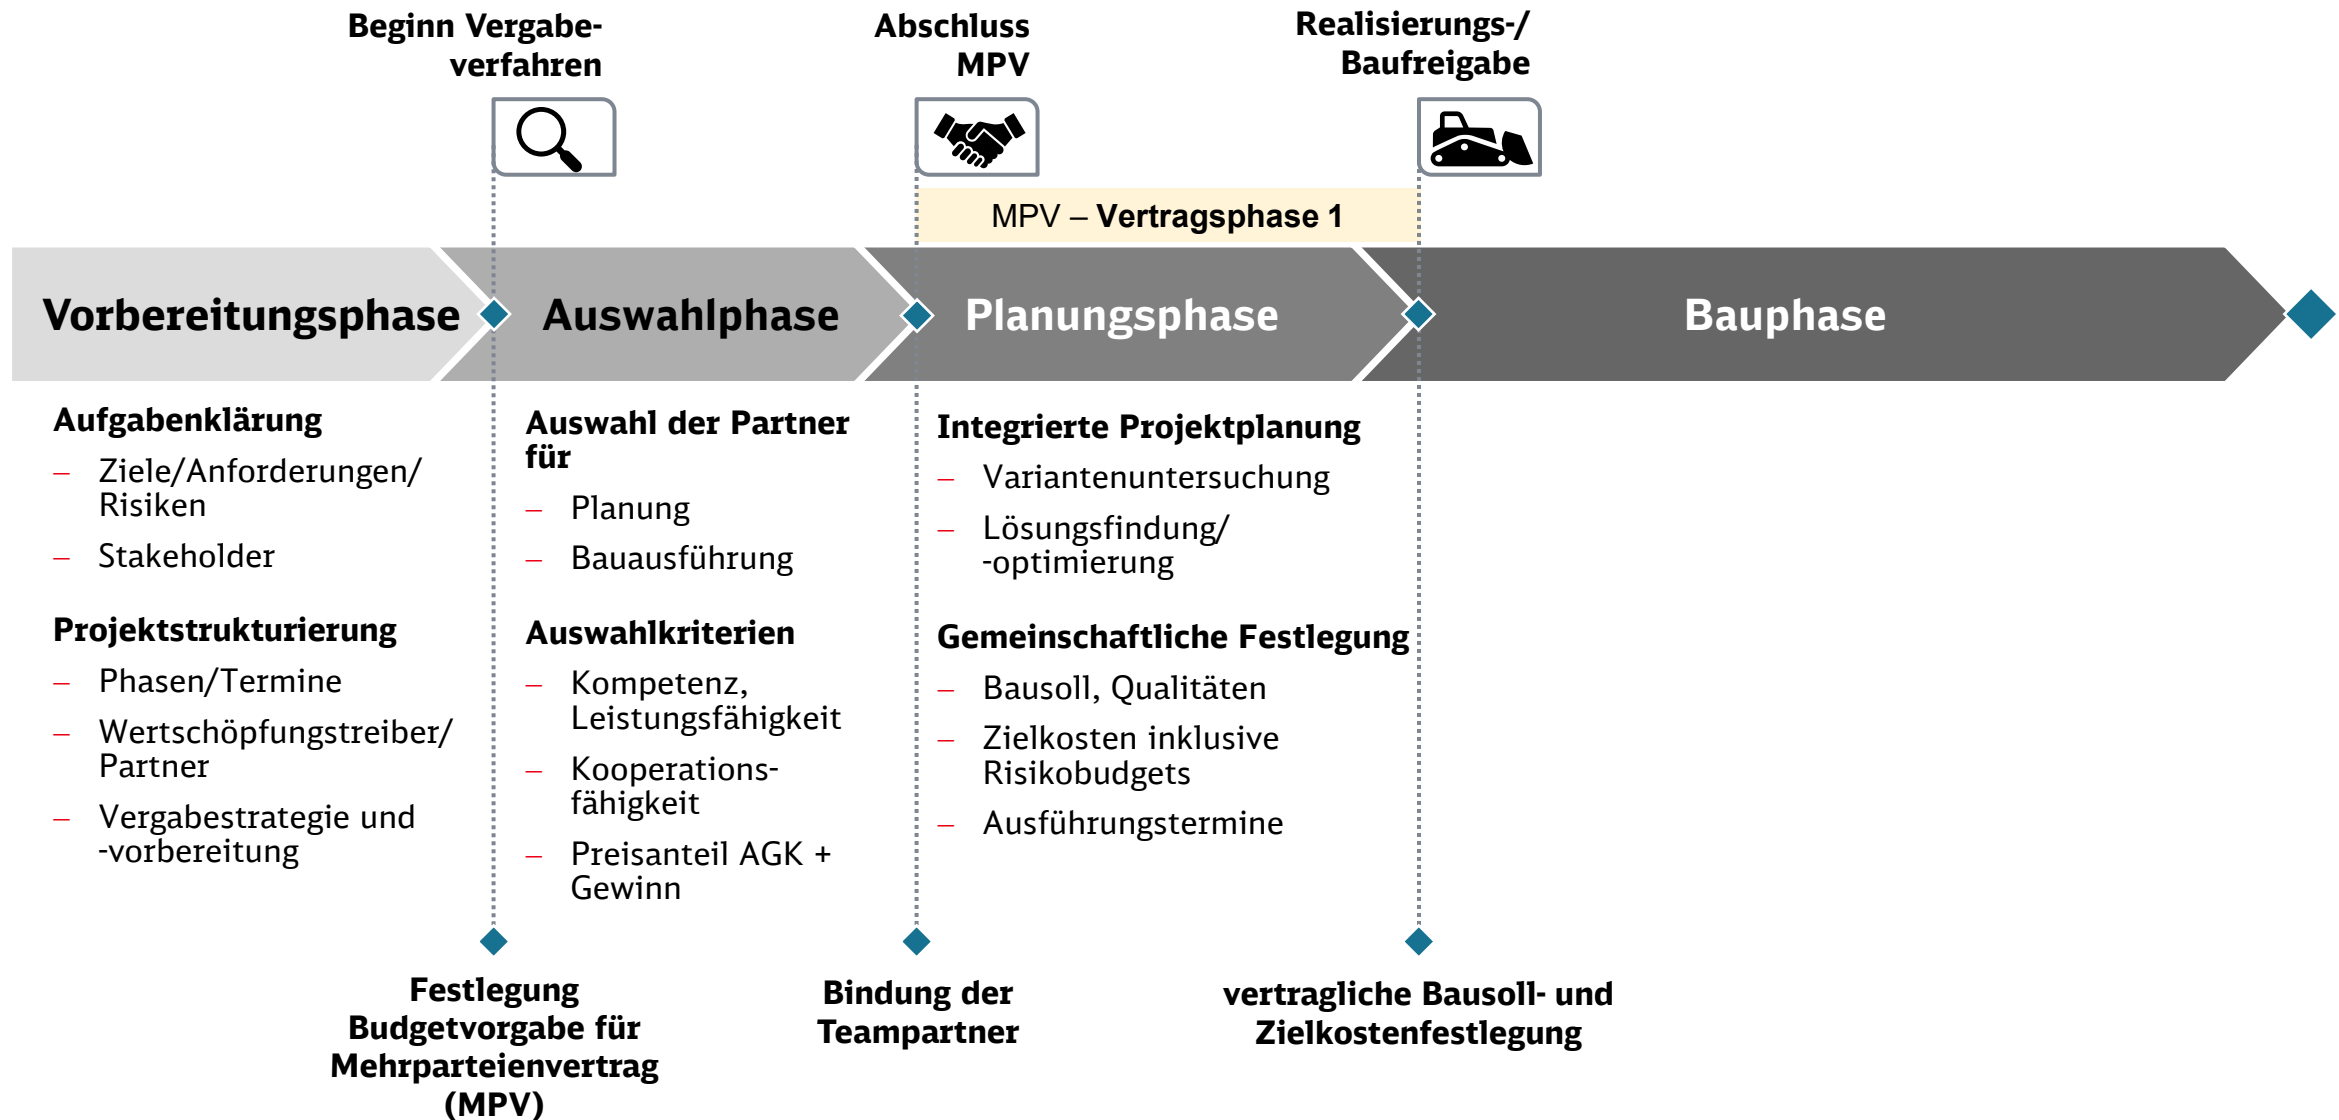 Beginn Vergabe-
verfahren
Abschluss
MPV
Realisierungs-/
Baufreigabe
MPV – Vertragsphase 1
Vorbereitungsphase
Auswahlphase
Planungsphase
Bauphase
Aufgabenklärung
– Ziele/Anforderungen/
Risiken
– Stakeholder
Projektstrukturierung
– Phasen/Termine
– Wertschöpfungstreiber/
Partner
– Vergabestrategie und
-vorbereitung
Auswahl der Partner
für
– Planung
– Bauausführung
Auswahlkriterien
– Kompetenz,
Leistungsfähigkeit
– Kooperations-
fähigkeit
– Preisanteil AGK +
Gewinn
Integrierte Projektplanung
– Variantenuntersuchung
– Lösungsfindung/
-optimierung
Gemeinschaftliche Festlegung
– Bausoll, Qualitäten
– Zielkosten inklusive
Risikobudgets
– Ausführungstermine
Festlegung
Budgetvorgabe für
Mehrparteienvertrag
(MPV)
Bindung der
Teampartner
vertragliche Bausoll- und
Zielkostenfestlegung